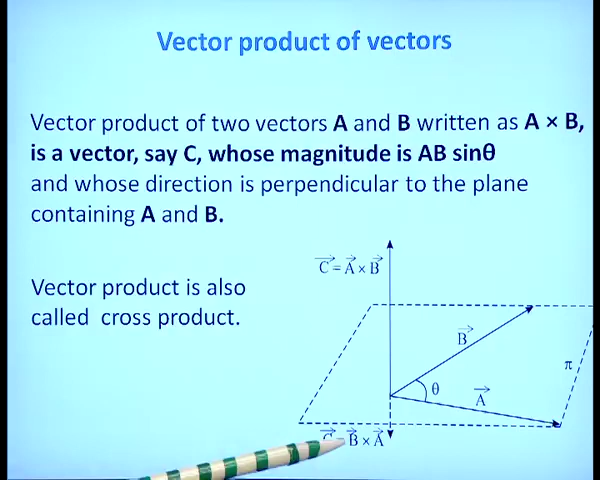 Vector product of vectors
Vector product of two vectors A and B written as A × B,
is a vector, say C, whose magnitude is AB sinθ
and whose direction is perpendicular to the plane
containing A and B.
C⃗ = A⃗ × B⃗
Vector product is also
called cross product.
B⃗
π
θ
A⃗
C⃗ = B⃗ × A⃗